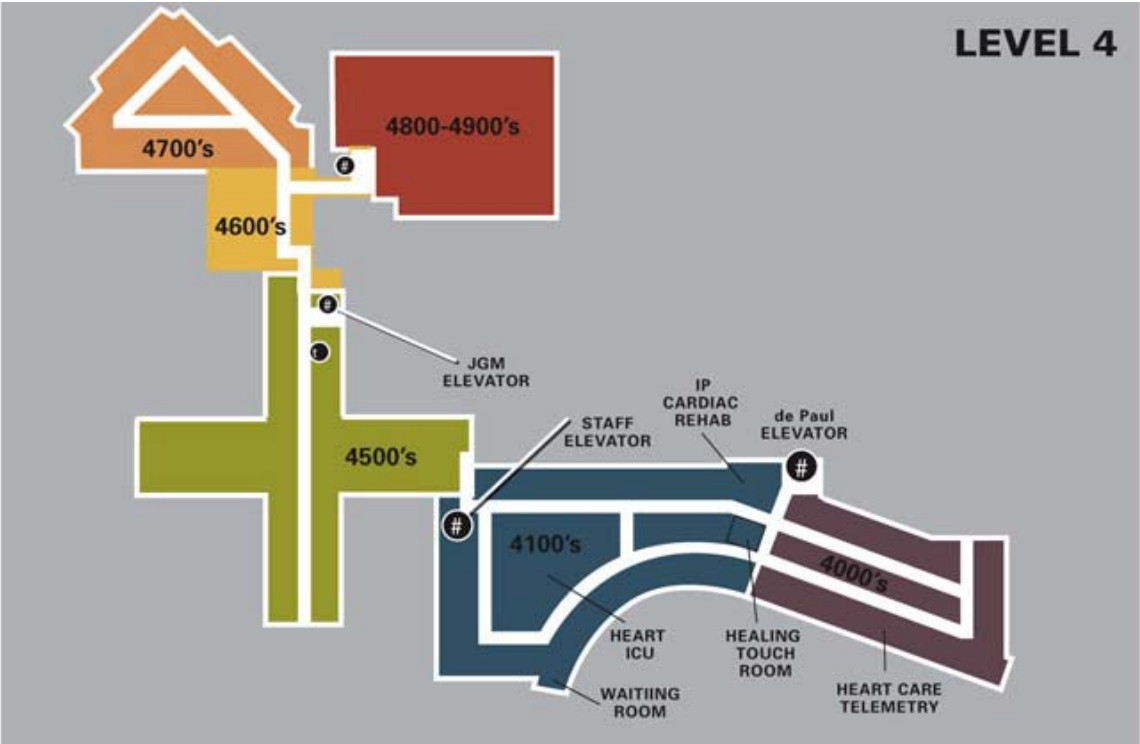 LEVEL 4
4800-4900's
4700's
#
4600's
#
JGM
ELEVATOR
IP
CARDIAC
REHAB
de Paul
ELEVATOR
STAFF
ELEVATOR
4500's
#
#
4100's
4000's
HEART
ICU
HEALING
TOUCH
ROOM
WAITIING
ROOM
HEART CARE
TELEMETRY